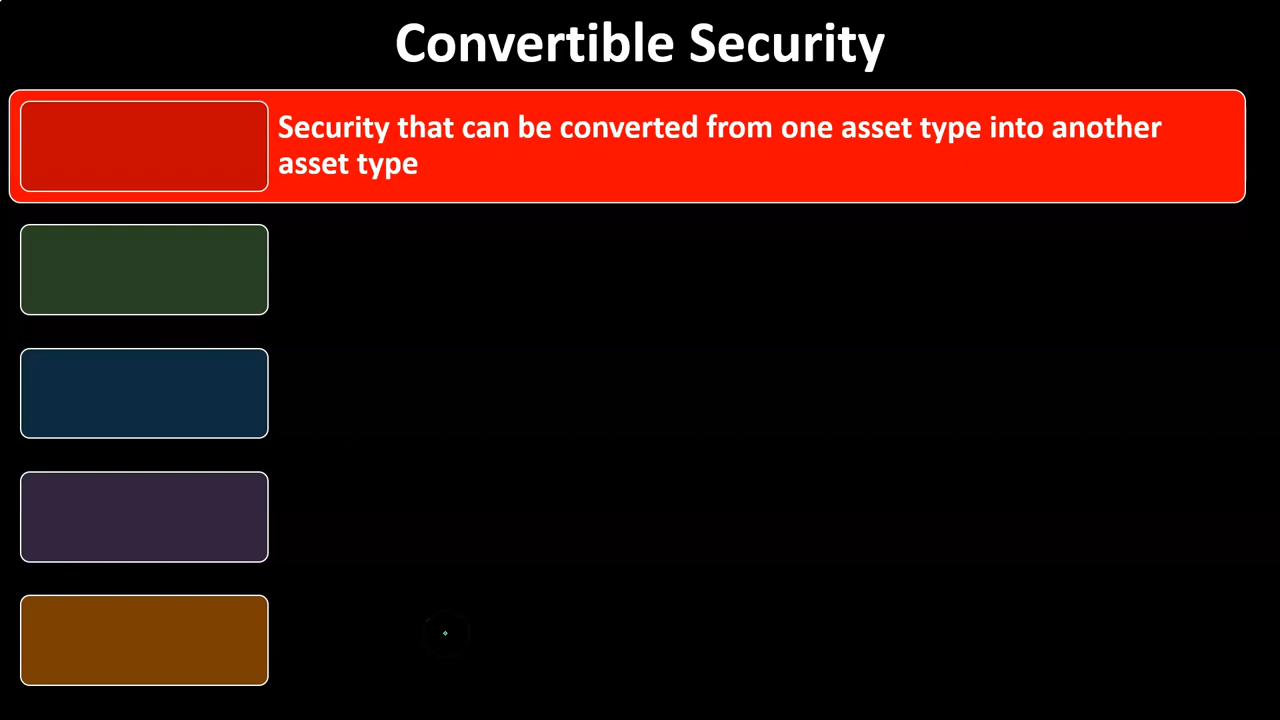 Convertible Security
Security that can be converted from one asset type into another
asset type